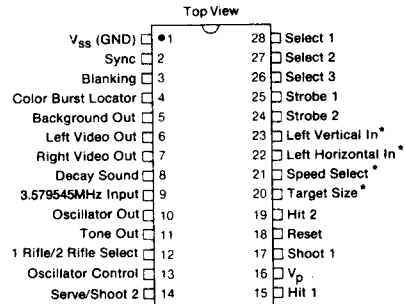 Top View
V_SS (GND) 1 28 Select 1
Sync 2 27 Select 2
Blanking 3 26 Select 3
Color Burst Locator 4 25 Strobe 1
Background Out 5 24 Strobe 2
Left Video Out 6 23 Left Vertical In*
Right Video Out 7 22 Left Horizontal In*
Decay Sound 8 21 Speed Select*
3.579545MHz Input 9 20 Target Size*
Oscillator Out 10 19 Hit 2
Tone Out 11 18 Reset
1 Rifle/2 Rifle Select 12 17 Shoot 1
Oscillator Control 13 16 V_p
Serve/Shoot 2 14 15 Hit 1